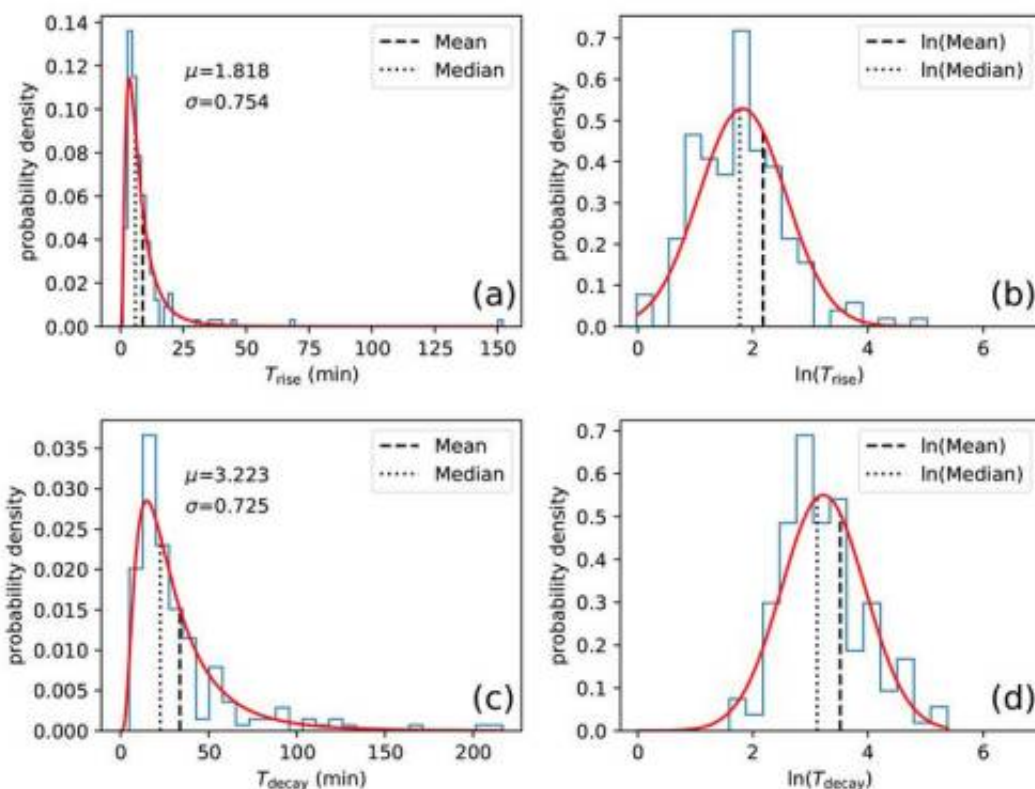 0.14
0.12
0.10
0.08
0.06
0.04
0.02
0.00
probability density
μ=1.818
σ=0.754
Mean
Median
(a)
0 25 50 75 100 125 150
T_rise (min)
0.7
0.6
0.5
0.4
0.3
0.2
0.1
0.0
probability density
ln(Mean)
ln(Median)
(b)
0 2 4 6
ln(T_rise)
0.035
0.030
0.025
0.020
0.015
0.010
0.005
0.000
probability density
μ=3.223
σ=0.725
Mean
Median
(c)
0 50 100 150 200
T_decay (min)
0.7
0.6
0.5
0.4
0.3
0.2
0.1
0.0
probability density
ln(Mean)
ln(Median)
(d)
0 2 4 6
ln(T_decay)